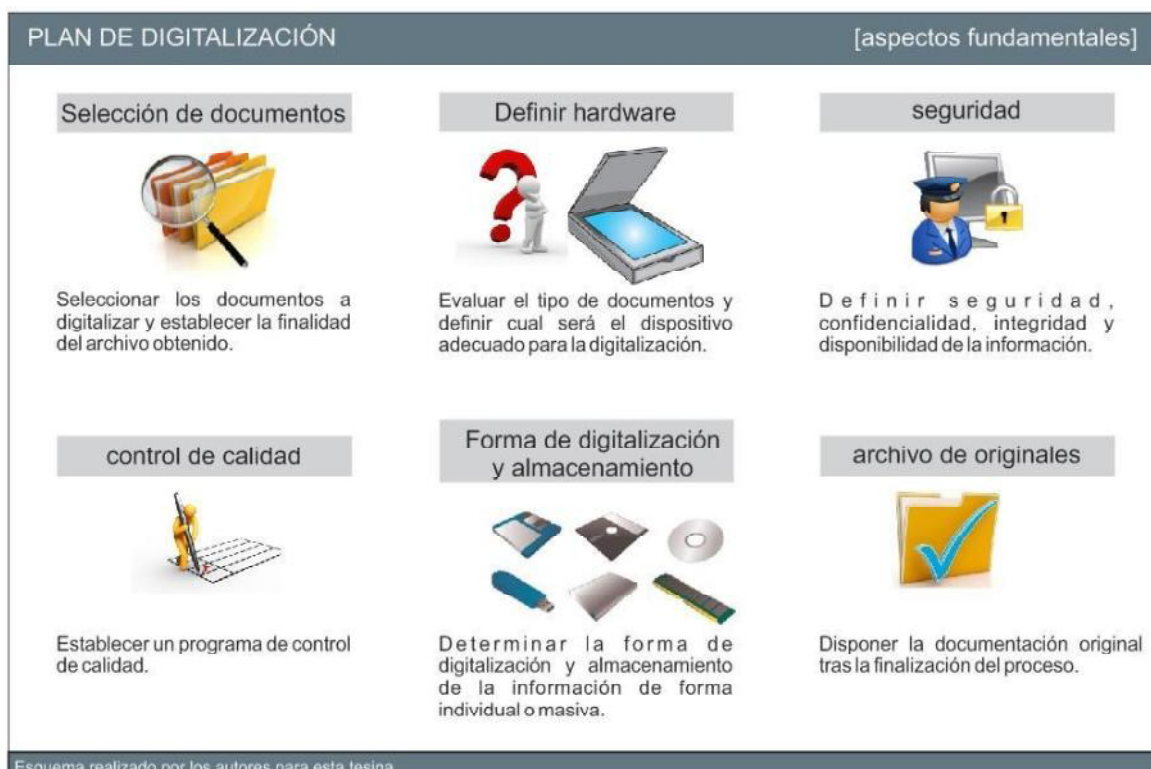 PLAN DE DIGITALIZACIÓN [aspectos fundamentales]
Selección de documentos
Seleccionar los documentos a
digitalizar y establecer la finalidad
del archivo obtenido.
Definir hardware
Evaluar el tipo de documentos y
definir cual será el dispositivo
adecuado para la digitalización.
seguridad
Definir seguridad,
confidencialidad, integridad y
disponibilidad de la información.
control de calidad
Establecer un programa de control
de calidad.
Forma de digitalización
y almacenamiento
Determinar la forma de
digitalización y almacenamiento
de la información de forma
individual o masiva.
archivo de originales
Disponer la documentación original
tras la finalización del proceso.
Esquema realizado por los autores para esta tesina